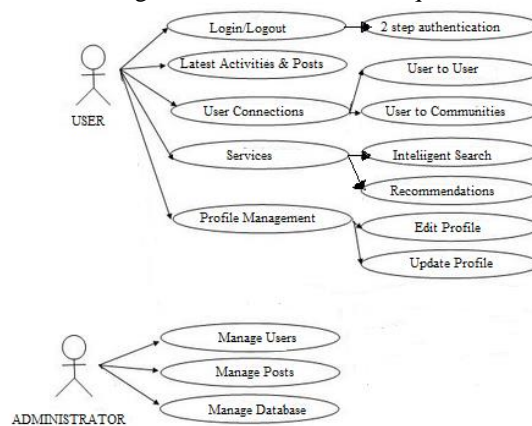 Login/Logout
2 step authentication
Latest Activities & Posts
User to User
USER
User Connections
User to Communities
Services
Inteliigent Search
Recommendations
Profile Management
Edit Profile
Update Profile
Manage Users
Manage Posts
Manage Database
ADMINISTRATOR